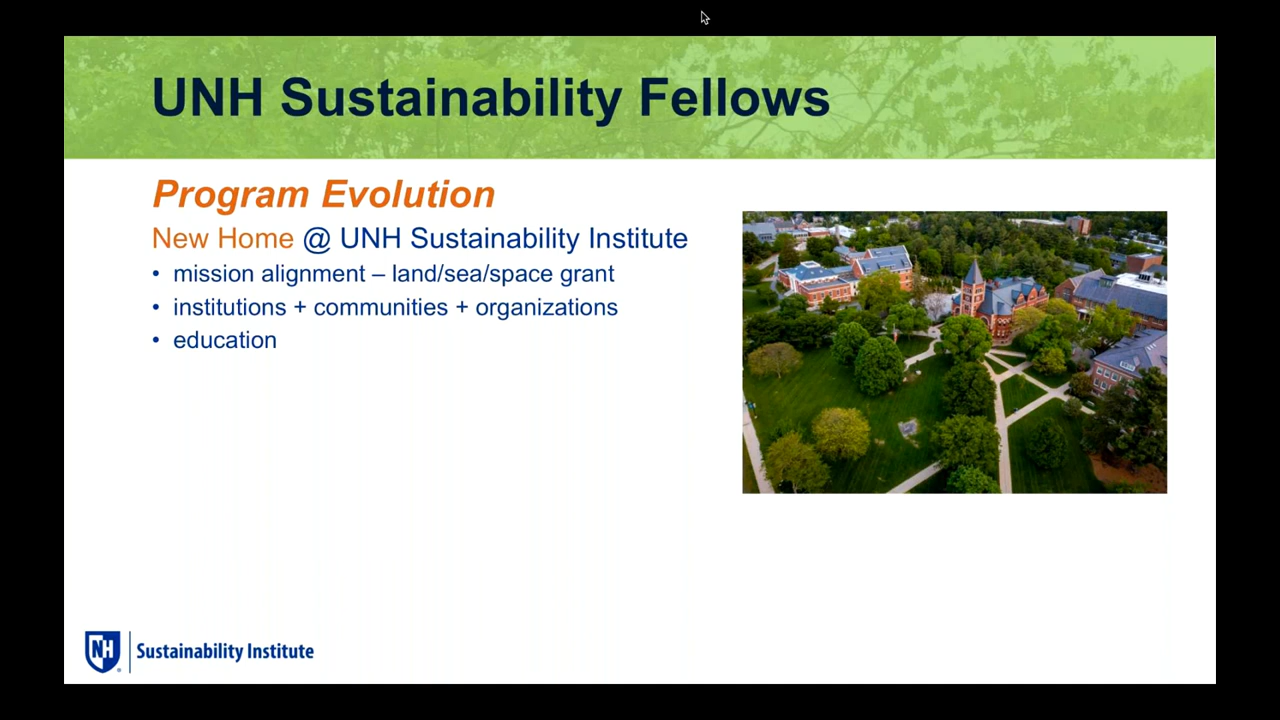 UNH Sustainability Fellows
Program Evolution
New Home @ UNH Sustainability Institute
• mission alignment – land/sea/space grant
• institutions + communities + organizations
• education
NH
Sustainability Institute